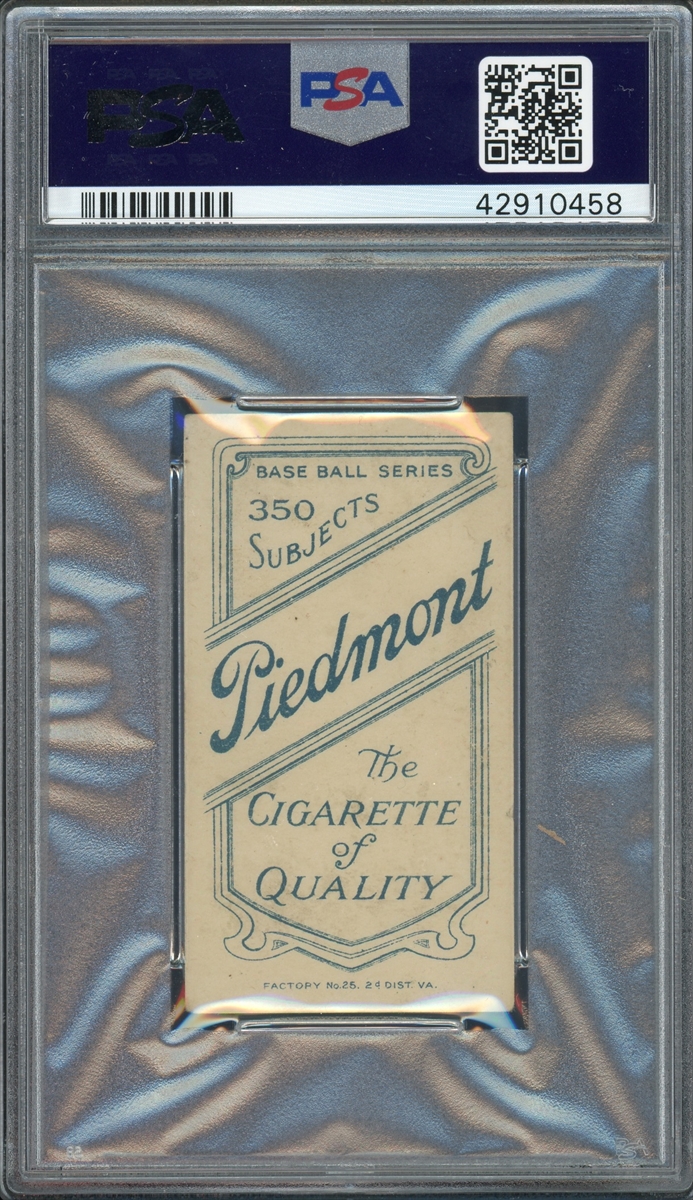 PSA
PSA
42910458
BASE BALL SERIES
350
SUBJECTS
Piedmont
The
CIGARETTE
of
QUALITY
FACTORY No. 25. 2d DIST. VA.